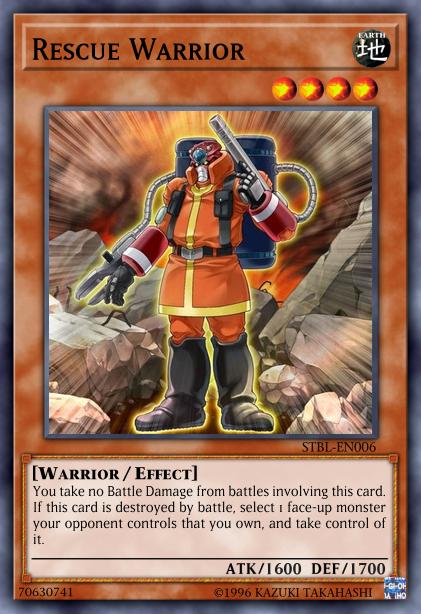 RESCUE WARRIOR
EARTH
地
STBL-EN006
[WARRIOR / EFFECT]
You take no Battle Damage from battles involving this card.
If this card is destroyed by battle, select 1 face-up monster
your opponent controls that you own, and take control of
it.
ATK/1600 DEF/1700
70630741
©1996 KAZUKI TAKAHASHI